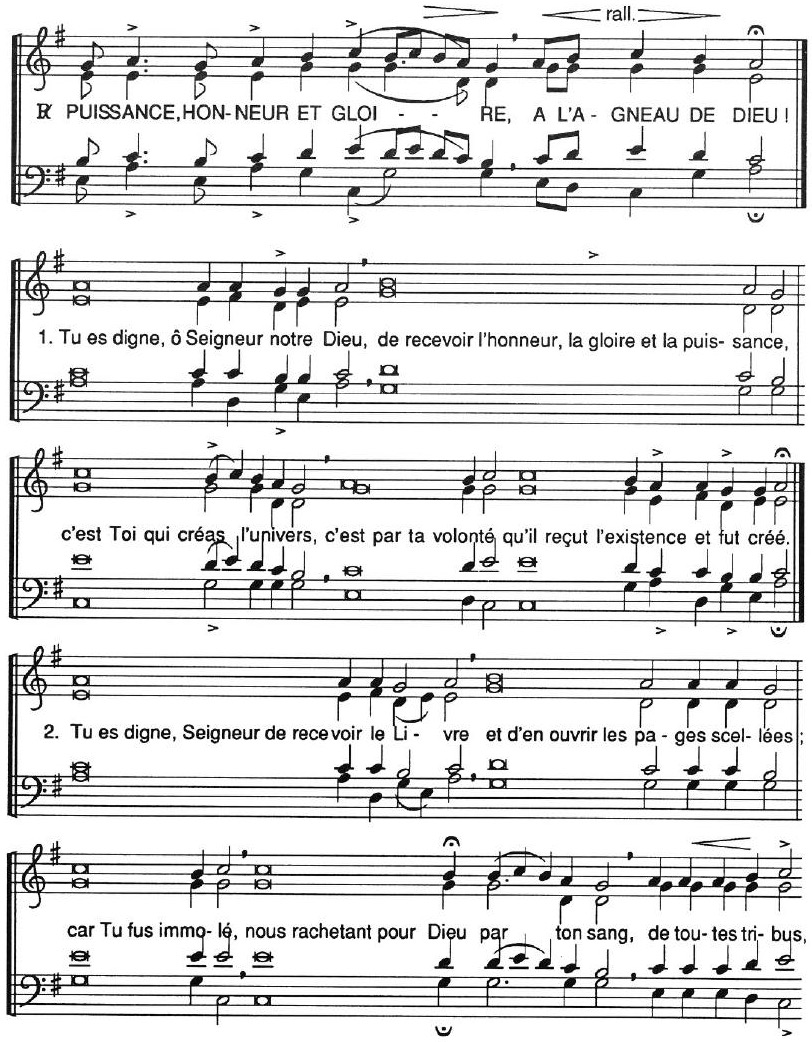 rall.
℟ PUISSANCE, HON-NEUR ET GLOI - - RE, A L'A - GNEAU DE DIEU !
1. Tu es digne, ô Seigneur notre Dieu, de recevoir l'honneur, la gloire et la puis- sance,
c'est Toi qui créas l'univers, c'est par ta volonté qu'il reçut l'existence et fut créé.
2. Tu es digne, Seigneur de recevoir le Li - vre et d'en ouvrir les pa - ges scel- lées ;
car Tu fus immo- lé, nous rachetant pour Dieu par ton sang, de tou- tes tri- bus,